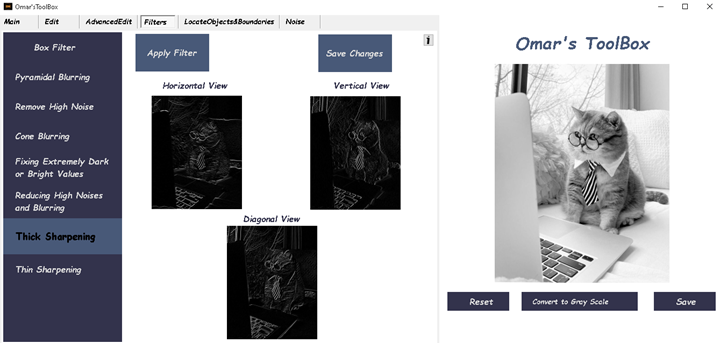 Omar'sToolBox
Main
Edit
AdvancedEdit
Filters
LocateObjects&Boundaries
Noise
Box Filter
Pyramidal Blurring
Remove High Noise
Cone Blurring
Fixing Extremely Dark
or Bright Values
Reducing High Noises
and Blurring
Thick Sharpening
Thin Sharpening
Apply Filter
Save Changes
Horizontal View
Vertical View
Diagonal View
Omar's ToolBox
Reset
Convert to Gray Scale
Save